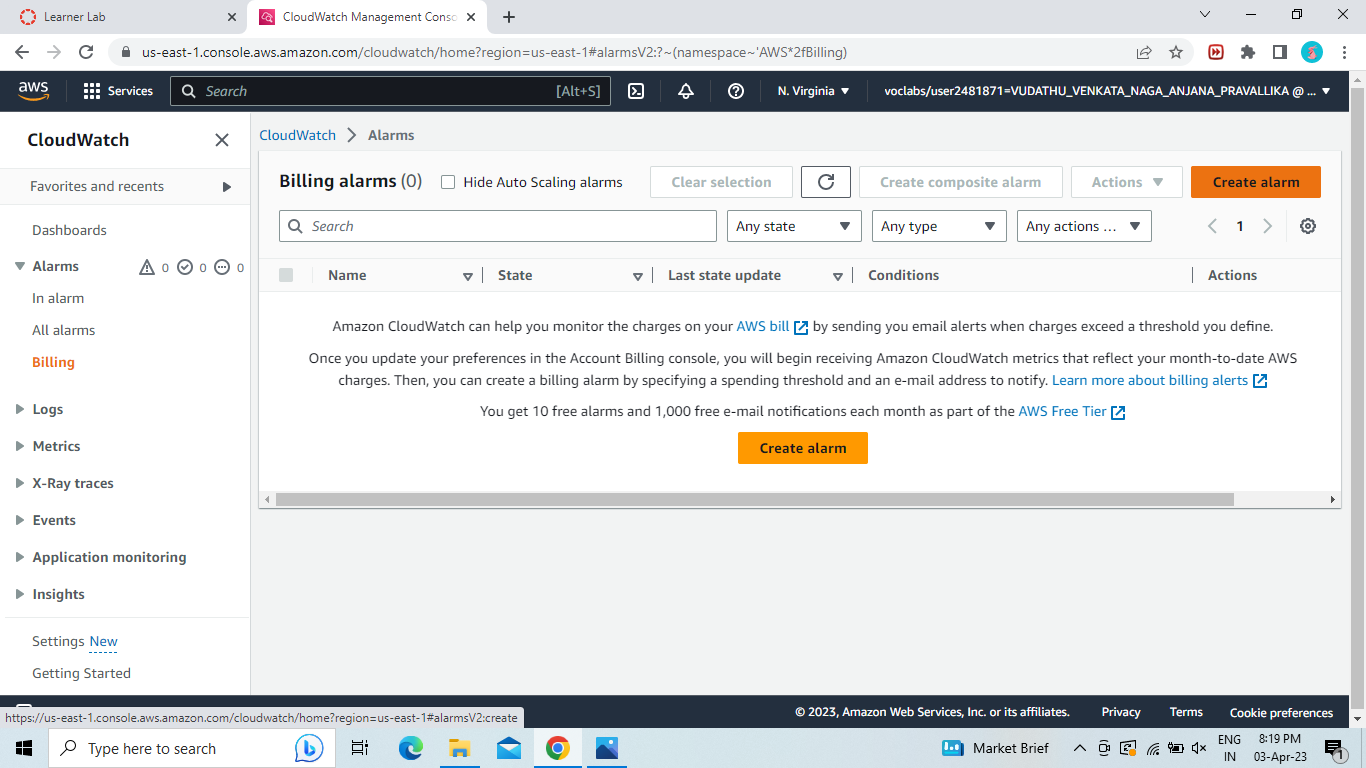 Learner Lab
CloudWatch Management Conso
us-east-1.console.aws.amazon.com/cloudwatch/home?region=us-east-1#alarmsV2:?~(namespace~'AWS*2fBilling)
aws
Services
Search
[Alt+S]
N. Virginia
voclabs/user2481871=VUDATHU_VENKATA_NAGA_ANJANA_PRAVALLIKA @ ...
CloudWatch
Favorites and recents
Dashboards
Alarms 0 0 0
In alarm
All alarms
Billing
Logs
Metrics
X-Ray traces
Events
Application monitoring
Insights
Settings New
Getting Started
CloudWatch > Alarms
Billing alarms (0)
Hide Auto Scaling alarms
Clear selection
Create composite alarm
Actions
Create alarm
Search
Any state
Any type
Any actions ...
1
Name State Last state update Conditions Actions
Amazon CloudWatch can help you monitor the charges on your AWS bill by sending you email alerts when charges exceed a threshold you define.
Once you update your preferences in the Account Billing console, you will begin receiving Amazon CloudWatch metrics that reflect your month-to-date AWS
charges. Then, you can create a billing alarm by specifying a spending threshold and an e-mail address to notify. Learn more about billing alerts
You get 10 free alarms and 1,000 free e-mail notifications each month as part of the AWS Free Tier
Create alarm
https://us-east-1.console.aws.amazon.com/cloudwatch/home?region=us-east-1#alarmsV2:create
© 2023, Amazon Web Services, Inc. or its affiliates.
Privacy
Terms
Cookie preferences
Type here to search
Market Brief
ENG
IN
8:19 PM
03-Apr-23
1